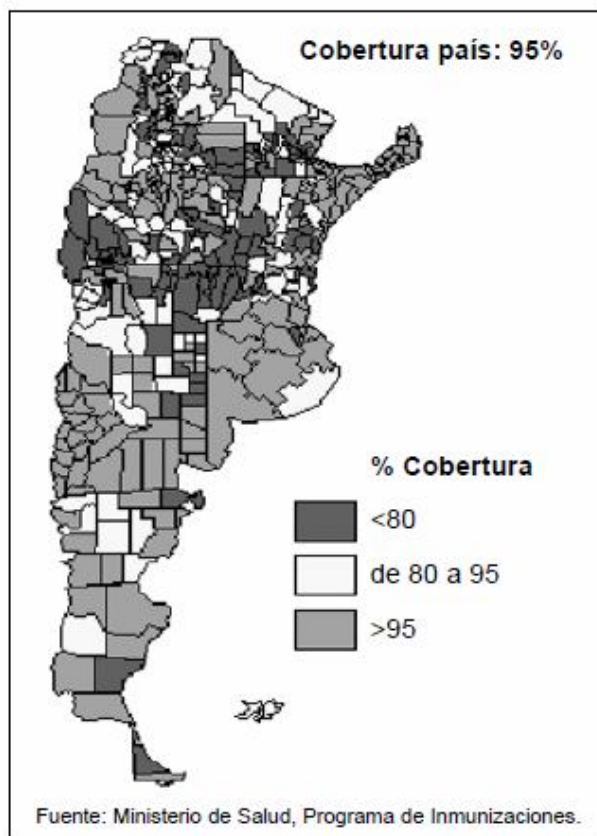 Cobertura país: 95%
% Cobertura
<80
de 80 a 95
>95
Fuente: Ministerio de Salud, Programa de Inmunizaciones.